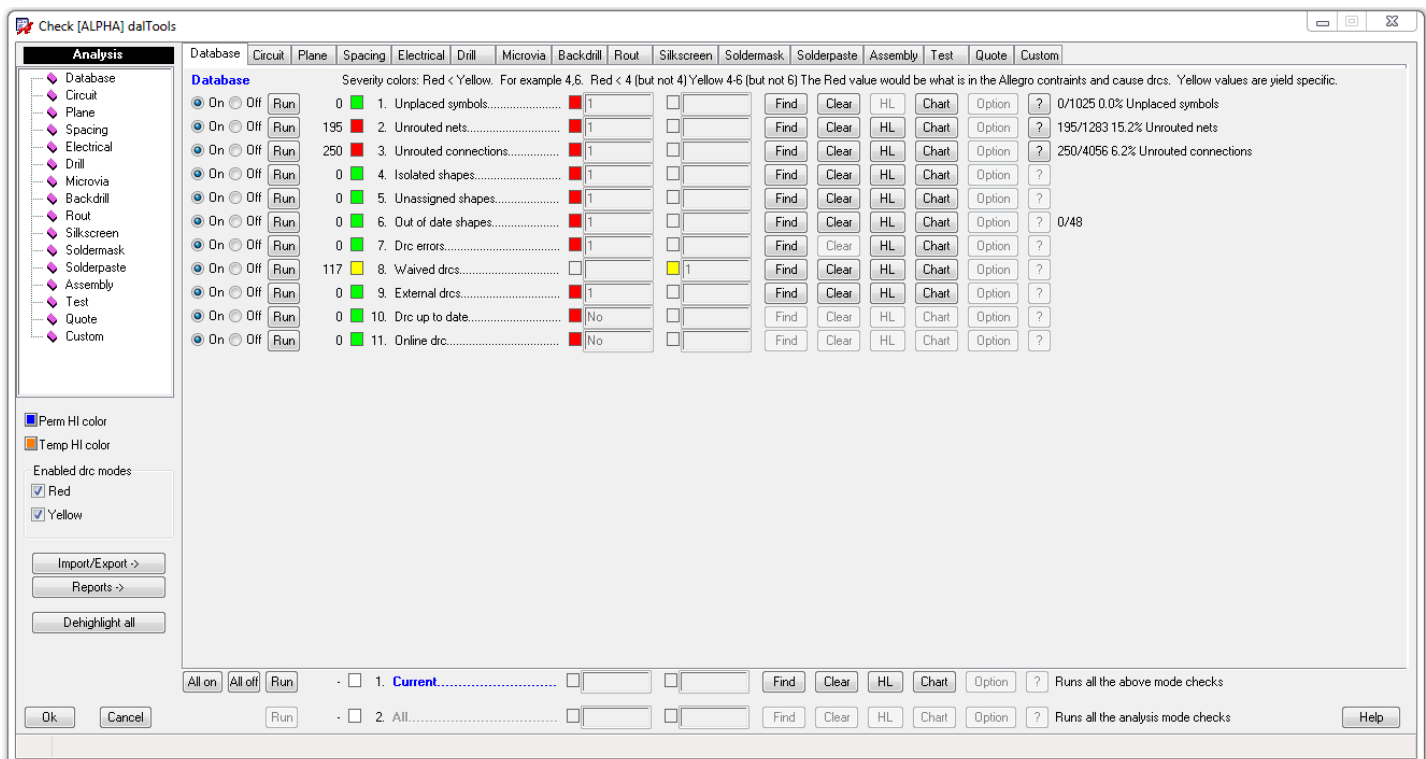 Check [ALPHA] dalTools
Analysis
Database
Circuit
Plane
Spacing
Electrical
Drill
Microvia
Backdrill
Rout
Silkscreen
Soldermask
Solderpaste
Assembly
Test
Quote
Custom
Perm HI color
Temp HI color
Enabled drc modes
Red
Yellow
Import/Export ->
Reports ->
Dehighlight all
Ok Cancel
Database Circuit Plane Spacing Electrical Drill Microvia Backdrill Rout Silkscreen Soldermask Solderpaste Assembly Test Quote Custom
Database Severity colors: Red < Yellow. For example 4,6. Red < 4 (but not 4) Yellow 4-6 (but not 6) The Red value would be what is in the Allegro contraints and cause drcs. Yellow values are yield specific.
On Off Run 0 1. Unplaced symbols..................... 1 Find Clear HL Chart Option ? 0/1025 0.0% Unplaced symbols
On Off Run 195 2. Unrouted nets........................... 1 Find Clear HL Chart Option ? 195/1283 15.2% Unrouted nets
On Off Run 250 3. Unrouted connections............... 1 Find Clear HL Chart Option ? 250/4056 6.2% Unrouted connections
On Off Run 0 4. Isolated shapes......................... 1 Find Clear HL Chart Option ?
On Off Run 0 5. Unassigned shapes.................. 1 Find Clear HL Chart Option ?
On Off Run 0 6. Out of date shapes.................... 1 Find Clear HL Chart Option ? 0/48
On Off Run 0 7. Drc errors.................................. 1 Find Clear HL Chart Option ?
On Off Run 117 8. Waived drcs............................. 1 Find Clear HL Chart Option ?
On Off Run 0 9. External drcs............................. 1 Find Clear HL Chart Option ?
On Off Run 0 10. Drc up to date.......................... No Find Clear HL Chart Option ?
On Off Run 0 11. Online drc................................. No Find Clear HL Chart Option ?
All on All off Run - 1. Current............................ Find Clear HL Chart Option ? Runs all the above mode checks
Run - 2. All.................................... Find Clear HL Chart Option ? Runs all the analysis mode checks Help